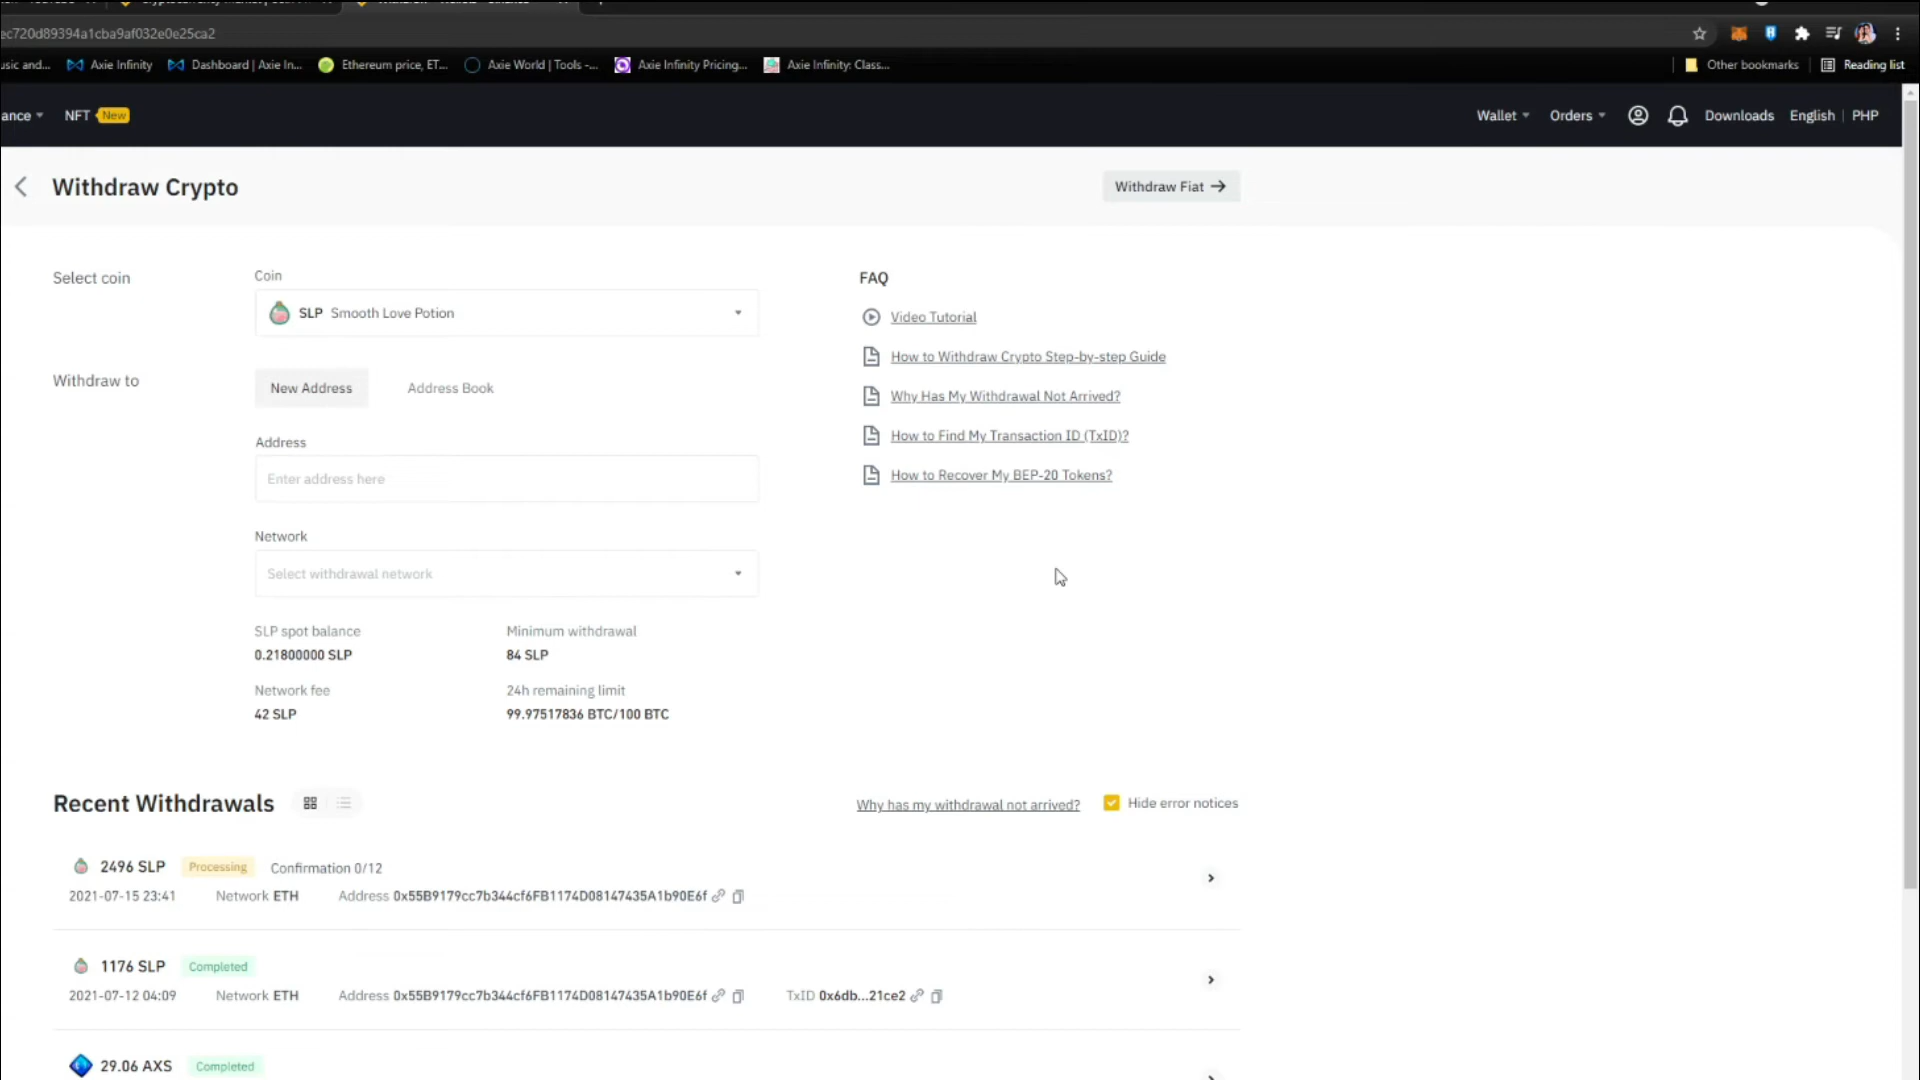 ec720d89394a1cba9af032e0e25ca2
usic and... Axie Infinity Dashboard | Axie In... Ethereum price, ET... Axie World | Tools -... Axie Infinity Pricing... Axie Infinity: Class... Other bookmarks Reading list
ance NFT New Wallet Orders Downloads English | PHP
Withdraw Crypto
Withdraw Fiat →
Select coin
Coin
SLP Smooth Love Potion
Withdraw to
New Address Address Book
Address
Enter address here
Network
Select withdrawal network
SLP spot balance
0.21800000 SLP
Minimum withdrawal
84 SLP
Network fee
42 SLP
24h remaining limit
99.97517836 BTC/100 BTC
FAQ
Video Tutorial
How to Withdraw Crypto Step-by-step Guide
Why Has My Withdrawal Not Arrived?
How to Find My Transaction ID (TxID)?
How to Recover My BEP-20 Tokens?
Recent Withdrawals
Why has my withdrawal not arrived?
Hide error notices
2496 SLP Processing Confirmation 0/12
2021-07-15 23:41 Network ETH Address 0x55B9179cc7b344cf6FB1174D08147435A1b90E6f
1176 SLP Completed
2021-07-12 04:09 Network ETH Address 0x55B9179cc7b344cf6FB1174D08147435A1b90E6f TxID 0x6db...21ce2
29.06 AXS Completed